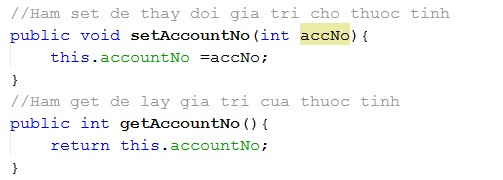 //Ham set de thay doi gia tri cho thuoc tinh
public void setAccountNo(int accNo){
    this.accountNo =accNo;
}
//Ham get de lay gia tri cua thuoc tinh
public int getAccountNo(){
    return this.accountNo;
}